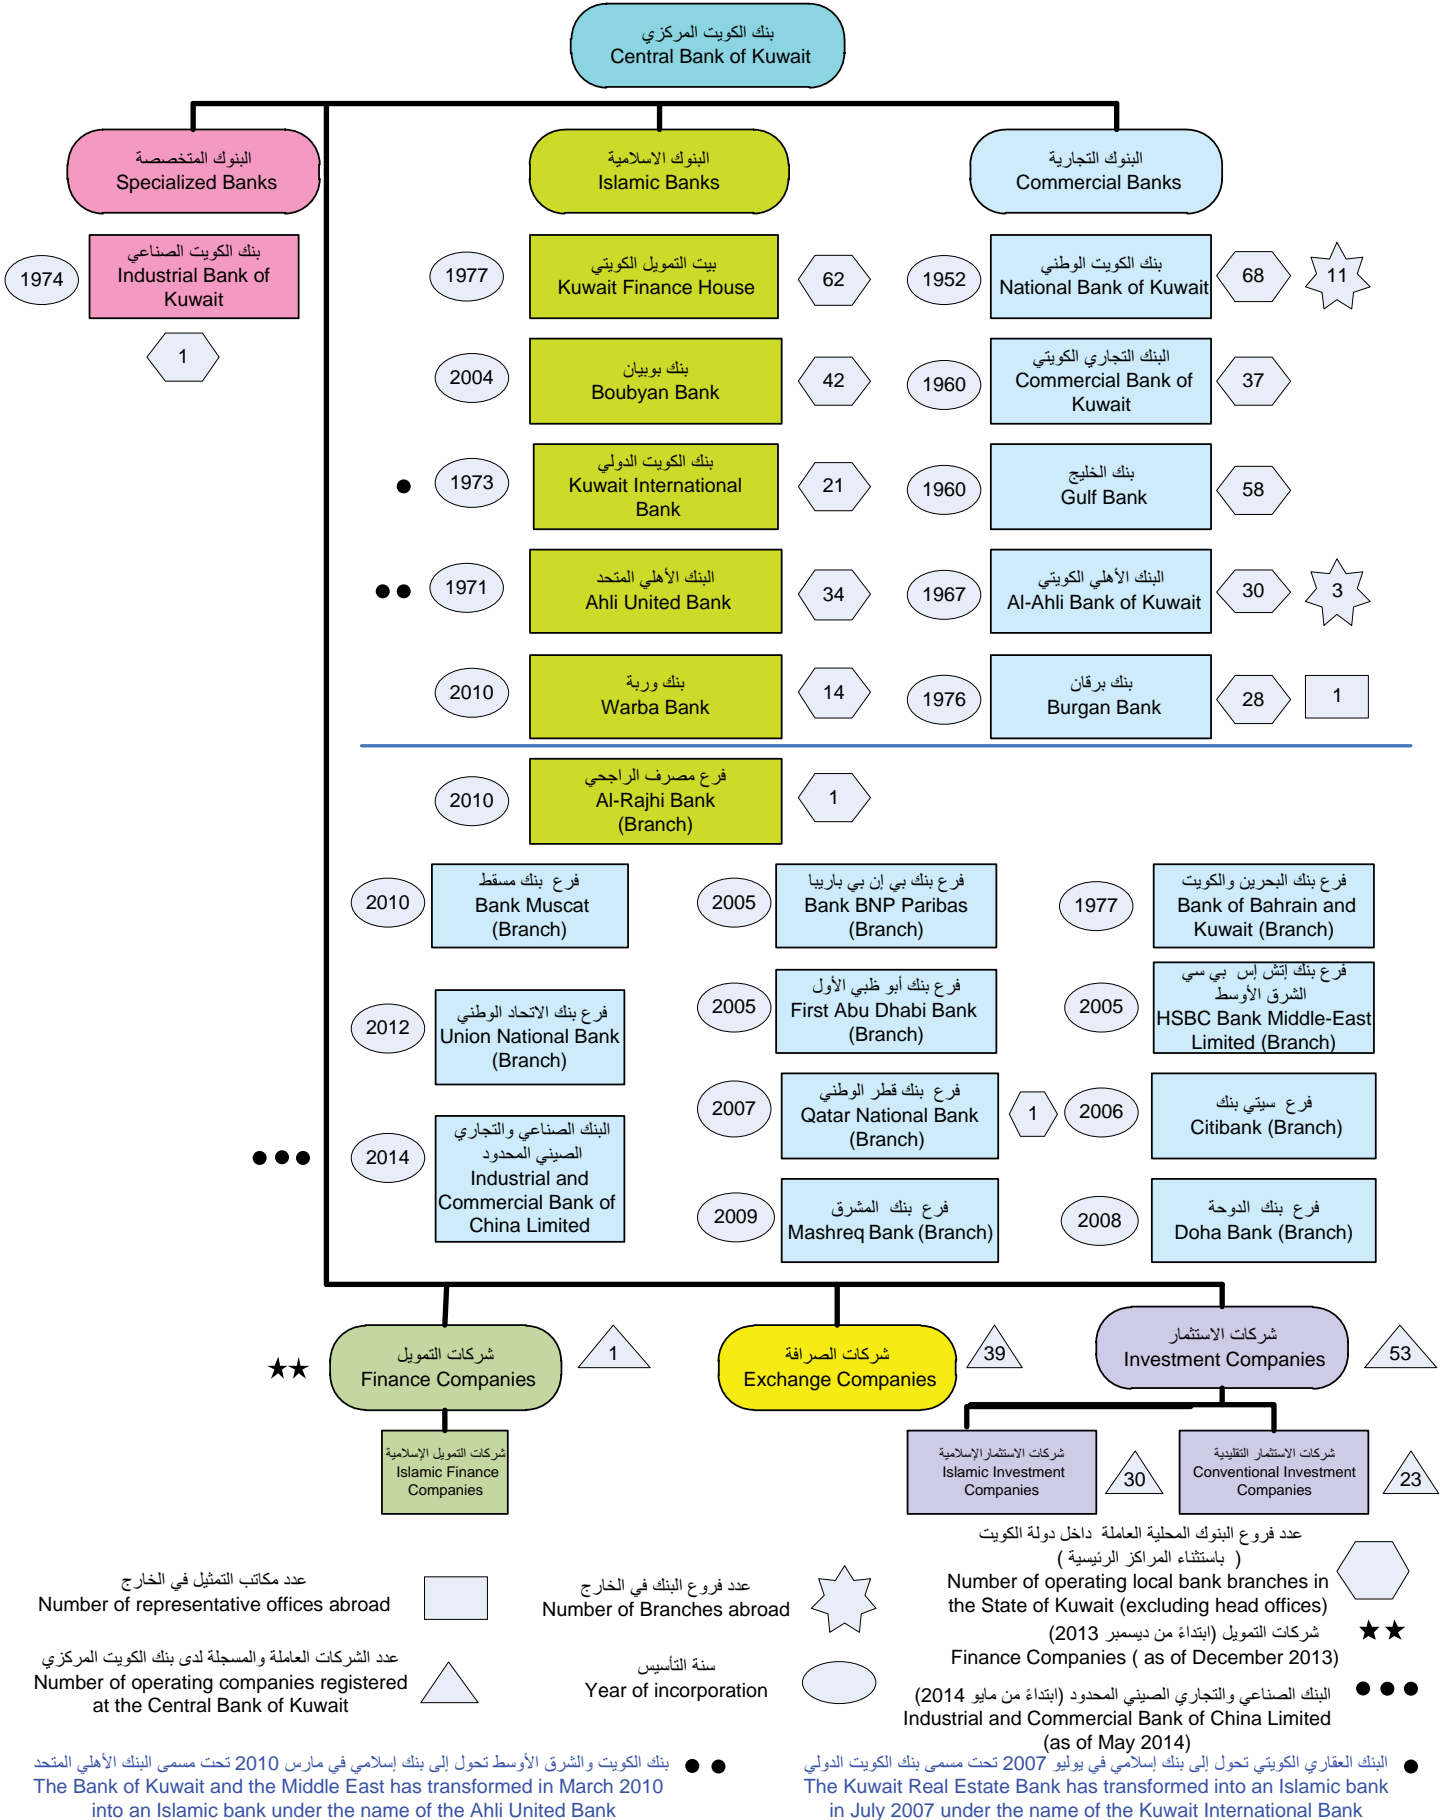 بنك الكويت المركزي
Central Bank of Kuwait
البنوك المتخصصة
Specialized Banks
البنوك الاسلامية
Islamic Banks
البنوك التجارية
Commercial Banks
1974
بنك الكويت الصناعي
Industrial Bank of
Kuwait
1
1977
بيت التمويل الكويتي
Kuwait Finance House
62
1952
بنك الكويت الوطني
National Bank of Kuwait
68
11
2004
بنك بوبيان
Boubyan Bank
42
1960
البنك التجاري الكويتي
Commercial Bank of
Kuwait
37
1973
بنك الكويت الدولي
Kuwait International
Bank
21
1960
بنك الخليج
Gulf Bank
58
1971
البنك الأهلي المتحد
Ahli United Bank
34
1967
البنك الأهلي الكويتي
Al-Ahli Bank of Kuwait
30
3
2010
بنك وربة
Warba Bank
14
1976
بنك برقان
Burgan Bank
28
1
2010
فرع مصرف الراجحي
Al-Rajhi Bank
(Branch)
1
2010
فرع بنك مسقط
Bank Muscat
(Branch)
2005
فرع بنك بي إن بي باريبا
Bank BNP Paribas
(Branch)
1977
فرع بنك البحرين والكويت
Bank of Bahrain and
Kuwait (Branch)
2012
فرع بنك الاتحاد الوطني
Union National Bank
(Branch)
2005
فرع بنك أبو ظبي الأول
First Abu Dhabi Bank
(Branch)
2005
فرع بنك إتش إس بي سي
الشرق الأوسط
HSBC Bank Middle-East
Limited (Branch)
2007
فرع بنك قطر الوطني
Qatar National Bank
(Branch)
1
2006
فرع سيتي بنك
Citibank (Branch)
2014
البنك الصناعي والتجاري
الصيني المحدود
Industrial and
Commercial Bank of
China Limited
2009
فرع بنك المشرق
Mashreq Bank (Branch)
2008
فرع بنك الدوحة
Doha Bank (Branch)
★★
شركات التمويل
Finance Companies
1
شركات الصرافة
Exchange Companies
39
شركات الاستثمار
Investment Companies
53
شركات التمويل الإسلامية
Islamic Finance
Companies
شركات الاستثمارالإسلامية
Islamic Investment
Companies
30
شركات الاستثمار التقليدية
Conventional Investment
Companies
23
عدد فروع البنوك المحلية العاملة داخل دولة الكويت
( باستثناء المراكز الرئيسية )
Number of operating local bank branches in
the State of Kuwait (excluding head offices)
عدد فروع البنك في الخارج
Number of Branches abroad
عدد مكاتب التمثيل في الخارج
Number of representative offices abroad
شركات التمويل (ابتداءً من ديسمبر 2013) ★★
Finance Companies ( as of December 2013)
سنة التأسيس
Year of incorporation
عدد الشركات العاملة والمسجلة لدى بنك الكويت المركزي
Number of operating companies registered
at the Central Bank of Kuwait
●●● البنك الصناعي والتجاري الصيني المحدود (ابتداءً من مايو 2014)
Industrial and Commercial Bank of China Limited
(as of May 2014)
● البنك العقاري الكويتي تحول إلى بنك إسلامي في يوليو 2007 تحت مسمى بنك الكويت الدولي
The Kuwait Real Estate Bank has transformed into an Islamic bank
in July 2007 under the name of the Kuwait International Bank
●● بنك الكويت والشرق الأوسط تحول إلى بنك إسلامي في مارس 2010 تحت مسمى البنك الأهلي المتحد
The Bank of Kuwait and the Middle East has transformed in March 2010
into an Islamic bank under the name of the Ahli United Bank